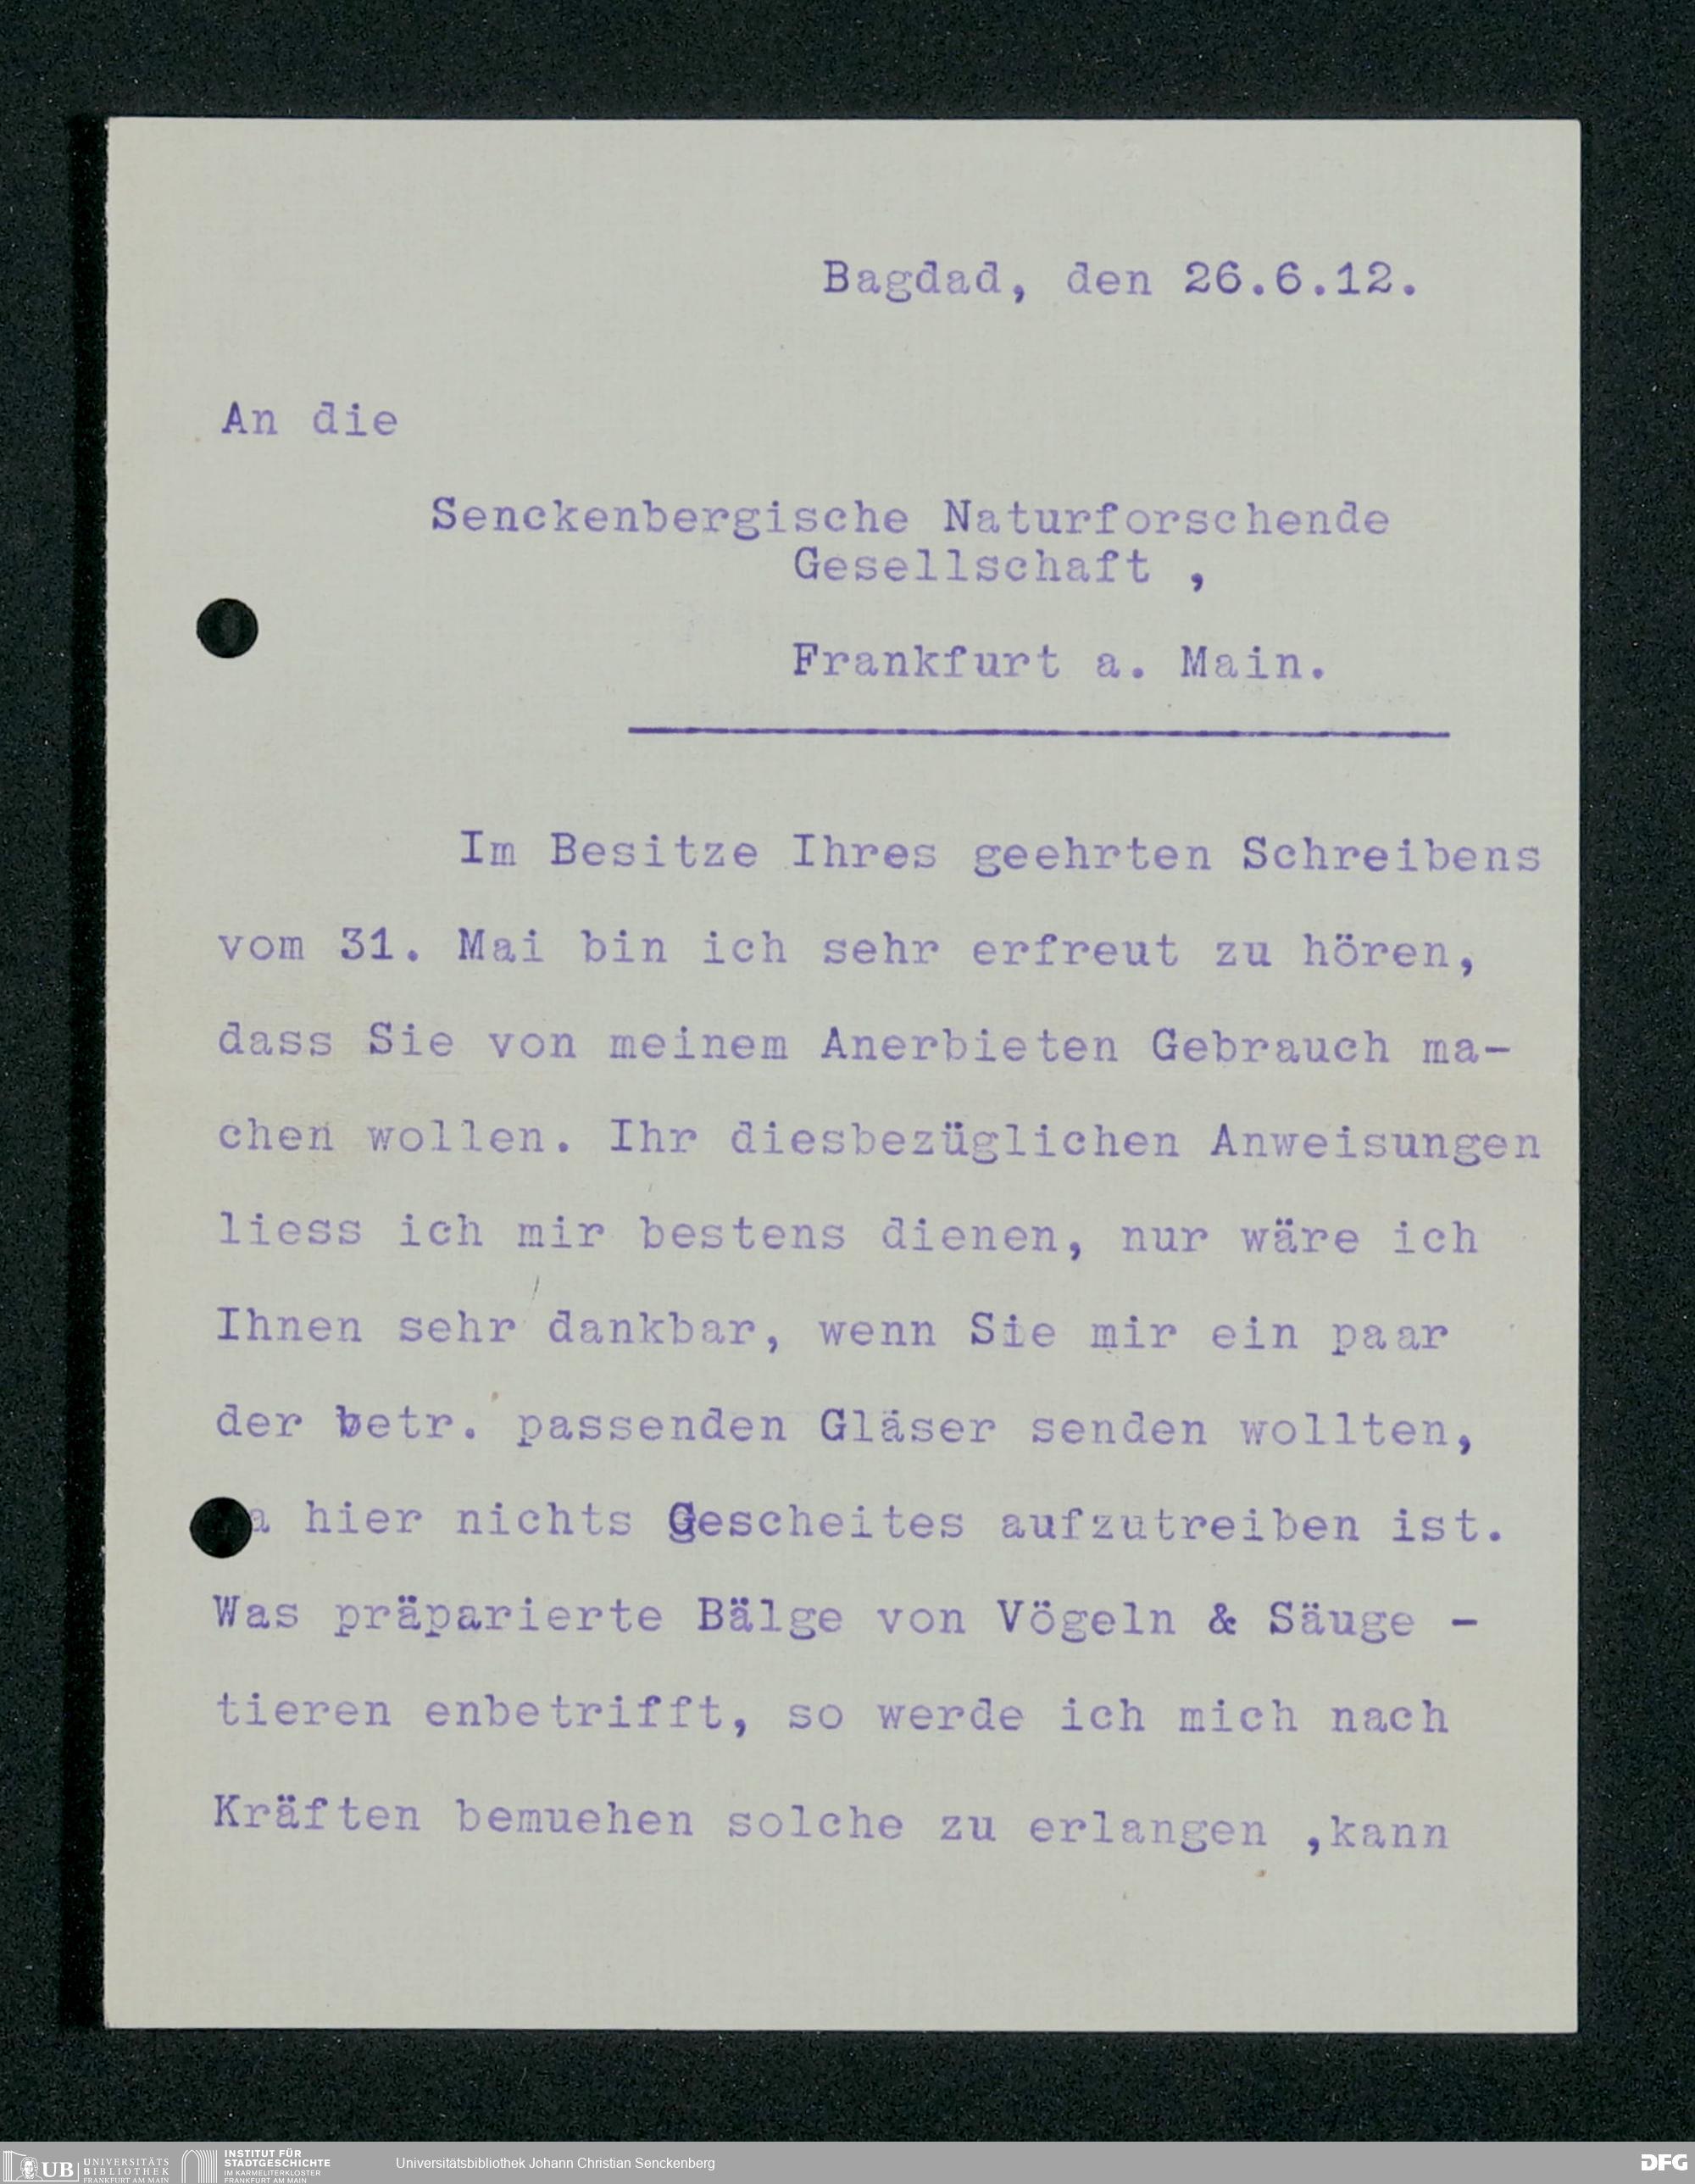 Bagdad, den 26.6.12.
An die
Senckenbergische Naturforschende
Gesellschaft ,
Frankfurt a. Main.
Im Besitze Ihres geehrten Schreibens
vom 31. Mai bin ich sehr erfreut zu hören,
dass Sie von meinem Anerbieten Gebrauch ma-
chen wollen. Ihr diesbezüglichen Anweisungen
liess ich mir bestens dienen, nur wäre ich
Ihnen sehr dankbar, wenn Sie mir ein paar
der betr. passenden Gläser senden wollten,
a hier nichts Gescheites aufzutreiben ist.
Was präparierte Bälge von Vögeln & Säuge -
tieren enbetrifft, so werde ich mich nach
Kräften bemuehen solche zu erlangen ,kann
UB UNIVERSITÄTS
BIBLIOTHEK
FRANKFURT AM MAIN
INSTITUT FÜR
STADTGESCHICHTE
IM KARMELITERKLOSTER
FRANKFURT AM MAIN
Universitätsbibliothek Johann Christian Senckenberg
DFG